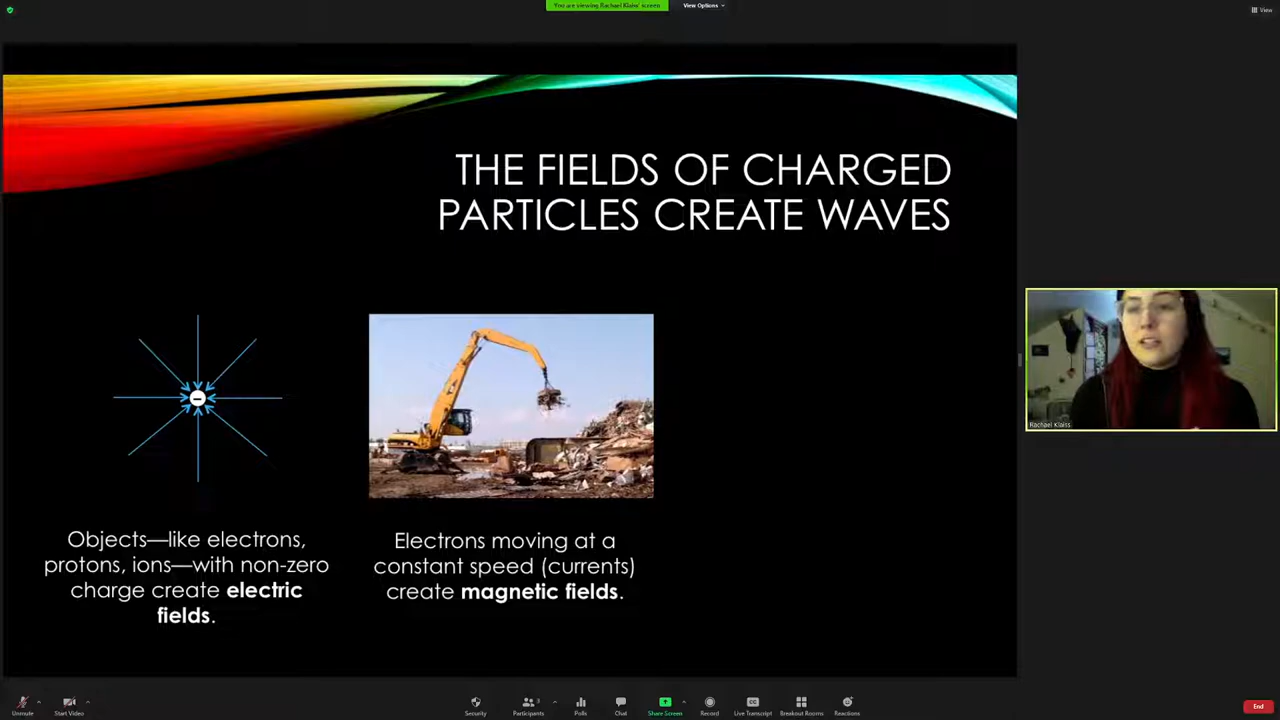 You are viewing Rachael Klaiss' screen
View Options
View
THE FIELDS OF CHARGED
PARTICLES CREATE WAVES
Objects—like electrons,
protons, ions—with non-zero
charge create electric
fields.
Electrons moving at a
constant speed (currents)
create magnetic fields.
Rachael Klaiss
Unmute
Start Video
Security
Participants
3
Polls
Chat
Share Screen
Record
Live Transcript
Breakout Rooms
Reactions
End